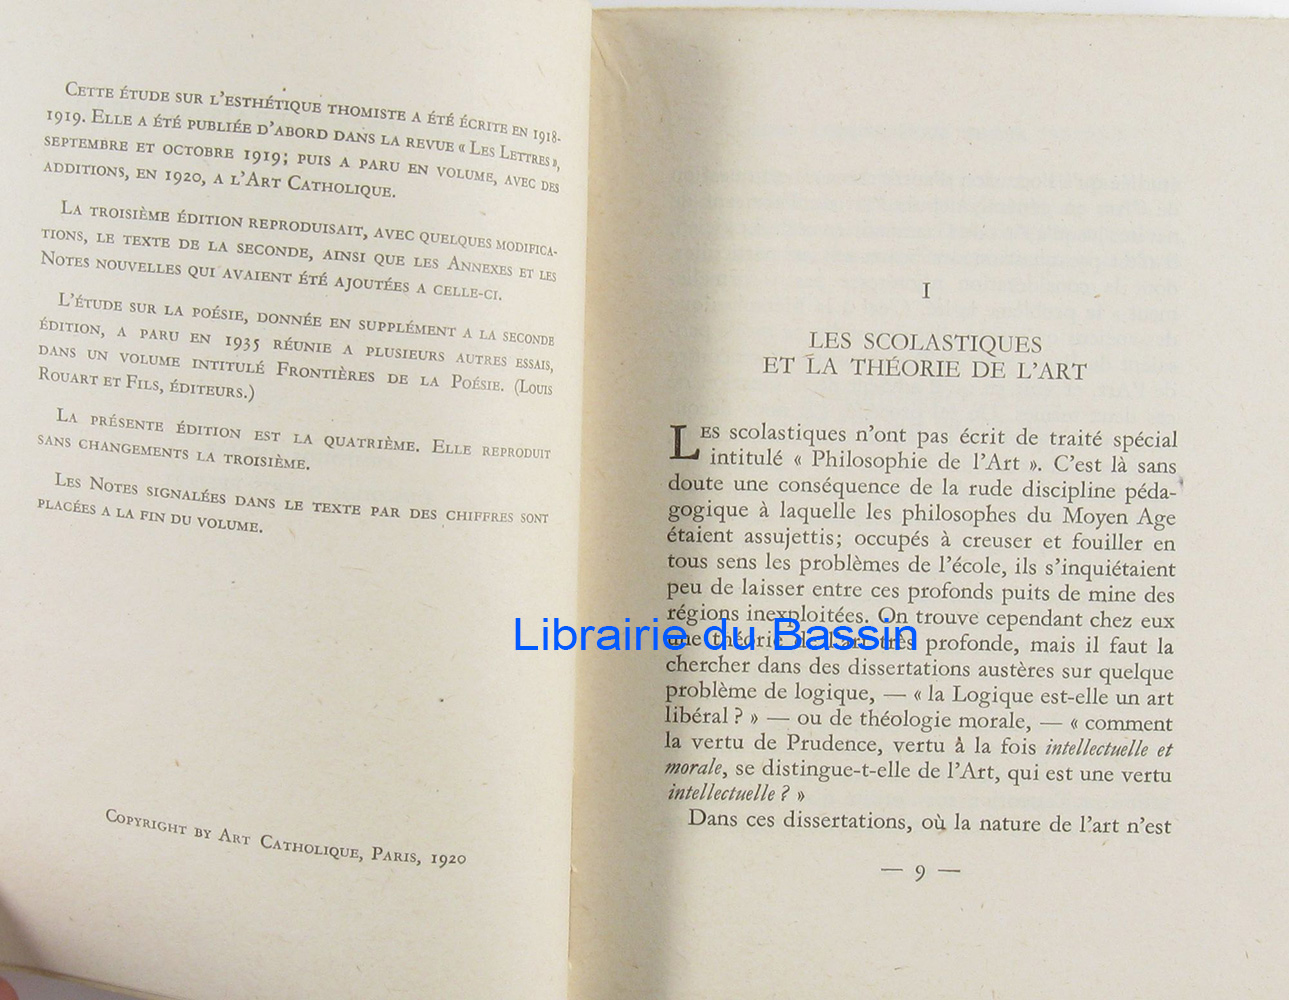 Cette étude sur l'esthétique thomiste a été écrite en 1918-
1919. Elle a été publiée d'abord dans la revue « Les Lettres »,
septembre et octobre 1919; puis a paru en volume, avec des
additions, en 1920, a l'Art Catholique.
La troisième édition reproduisait, avec quelques modifica-
tions, le texte de la seconde, ainsi que les Annexes et les
Notes nouvelles qui avaient été ajoutées a celle-ci.
L'étude sur la poésie, donnée en supplément a la seconde
édition, a paru en 1935 réunie a plusieurs autres essais,
dans un volume intitulé Frontières de la Poésie. (Louis
Rouart et Fils, éditeurs.)
La présente édition est la quatrième. Elle reproduit
sans changements la troisième.
Les Notes signalées dans le texte par des chiffres sont
placées a la fin du volume.
Copyright by Art Catholique, Paris, 1920
I
LES SCOLASTIQUES
ET LA THÉORIE DE L'ART
Les scolastiques n'ont pas écrit de traité spécial
intitulé « Philosophie de l'Art ». C'est là sans
doute une conséquence de la rude discipline péda-
gogique à laquelle les philosophes du Moyen Age
étaient assujettis; occupés à creuser et fouiller en
tous sens les problèmes de l'école, ils s'inquiétaient
peu de laisser entre ces profonds puits de mine des
régions inexploitées. On trouve cependant chez eux
une théorie de l'art très profonde, mais il faut la
chercher dans des dissertations austères sur quelque
problème de logique, — « la Logique est-elle un art
libéral ? » — ou de théologie morale, — « comment
la vertu de Prudence, vertu à la fois intellectuelle et
morale, se distingue-t-elle de l'Art, qui est une vertu
intellectuelle ? »
Dans ces dissertations, où la nature de l'art n'est
— 9 —
Librairie du Bassin